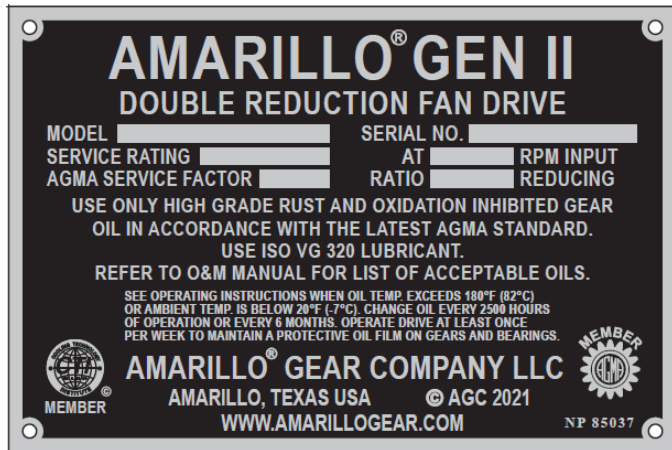 AMARILLO® GEN II
DOUBLE REDUCTION FAN DRIVE
MODEL SERIAL NO.
SERVICE RATING AT RPM INPUT
AGMA SERVICE FACTOR RATIO REDUCING
USE ONLY HIGH GRADE RUST AND OXIDATION INHIBITED GEAR
OIL IN ACCORDANCE WITH THE LATEST AGMA STANDARD.
USE ISO VG 320 LUBRICANT.
REFER TO O&M MANUAL FOR LIST OF ACCEPTABLE OILS.
SEE OPERATING INSTRUCTIONS WHEN OIL TEMP. EXCEEDS 180°F (82°C)
OR AMBIENT TEMP. IS BELOW 20°F (-7°C). CHANGE OIL EVERY 2500 HOURS
OF OPERATION OR EVERY 6 MONTHS. OPERATE DRIVE AT LEAST ONCE
PER WEEK TO MAINTAIN A PROTECTIVE OIL FILM ON GEARS AND BEARINGS.
COOLING TECHNOLOGY INSTITUTE
©
MEMBER
AMARILLO® GEAR COMPANY LLC
AMARILLO, TEXAS USA © AGC 2021
WWW.AMARILLOGEAR.COM
MEMBER
AGMA
NP 85037